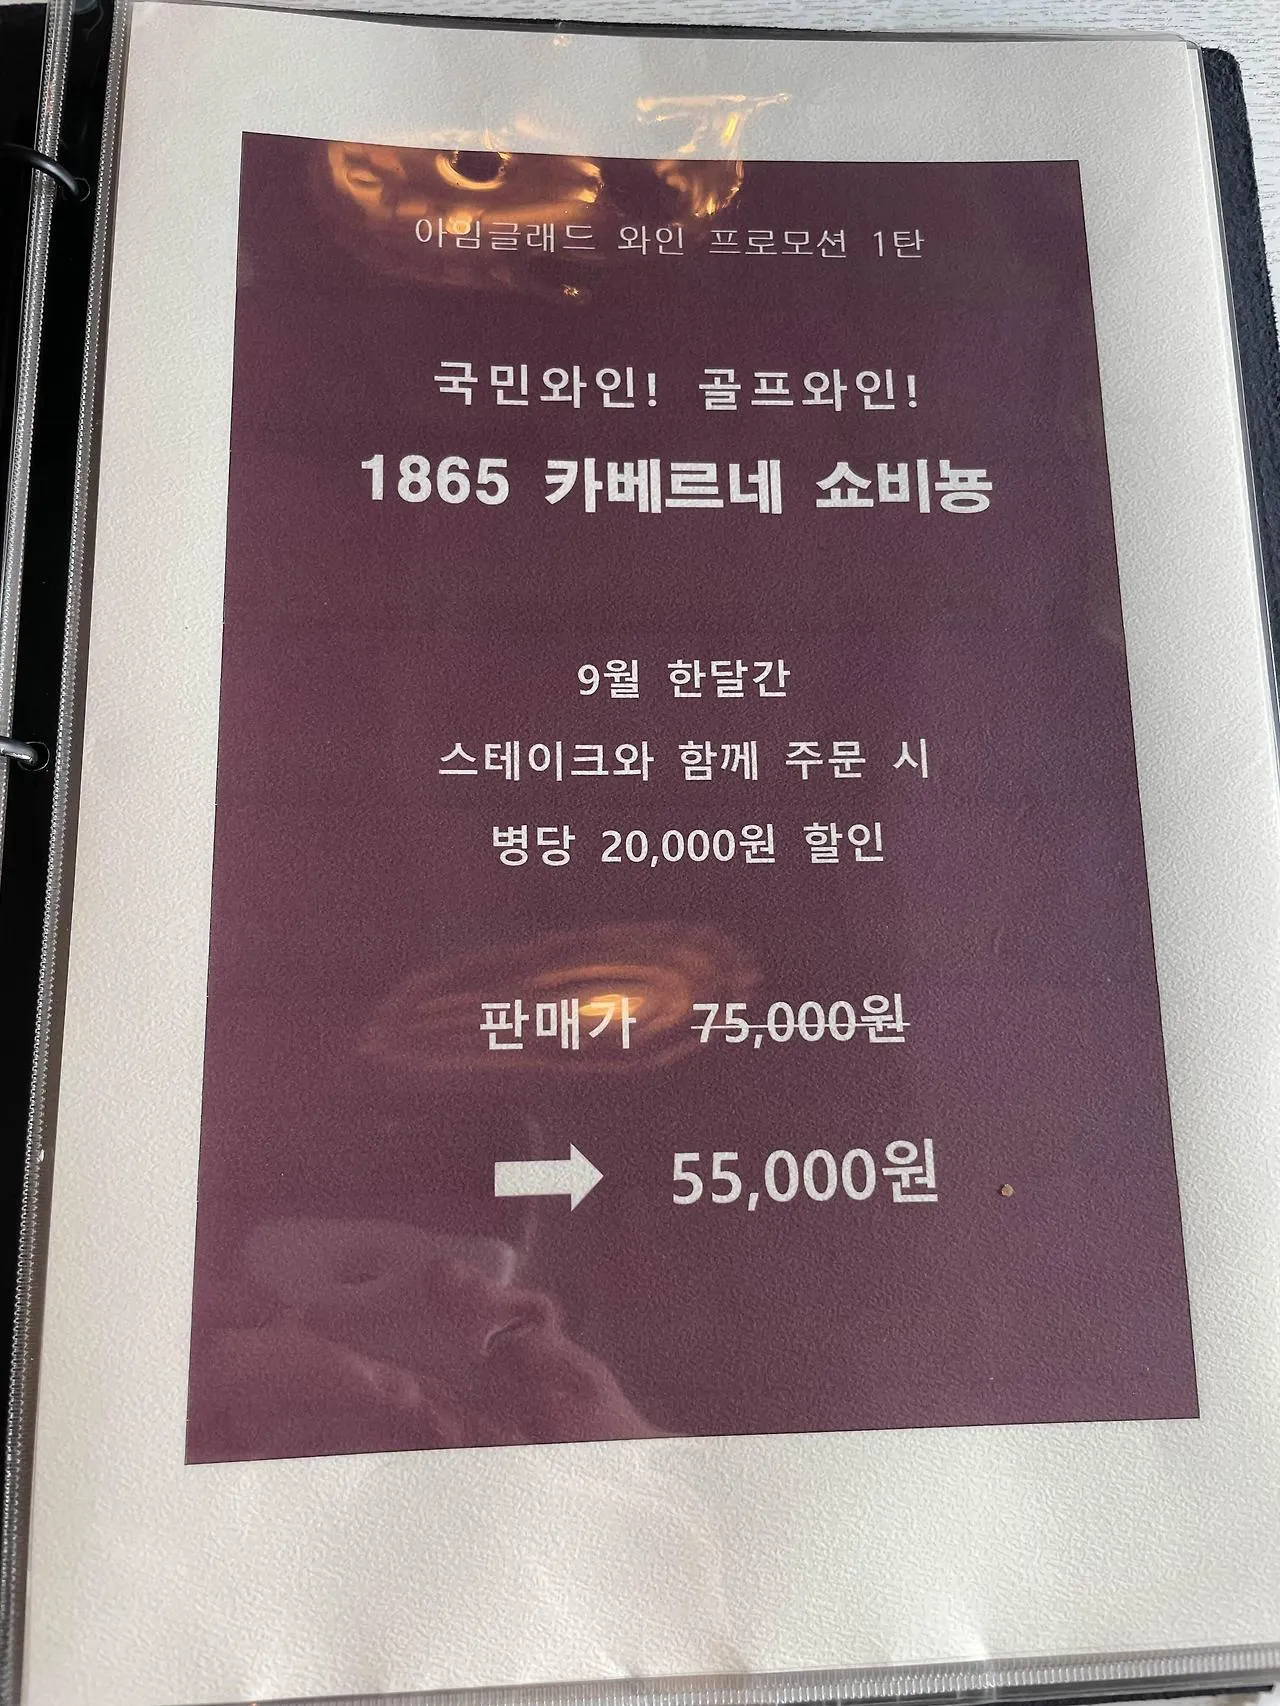 아임글래드 와인 프로모션 1탄
국민와인! 골프와인!
1865 카베르네 쇼비뇽
9월 한달간
스테이크와 함께 주문 시
병당 20,000원 할인
판매가 75,000원
➡ 55,000원